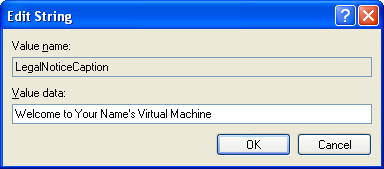 Edit String
Value name:
LegalNoticeCaption
Value data:
Welcome to Your Name's Virtual Machine
OK
Cancel